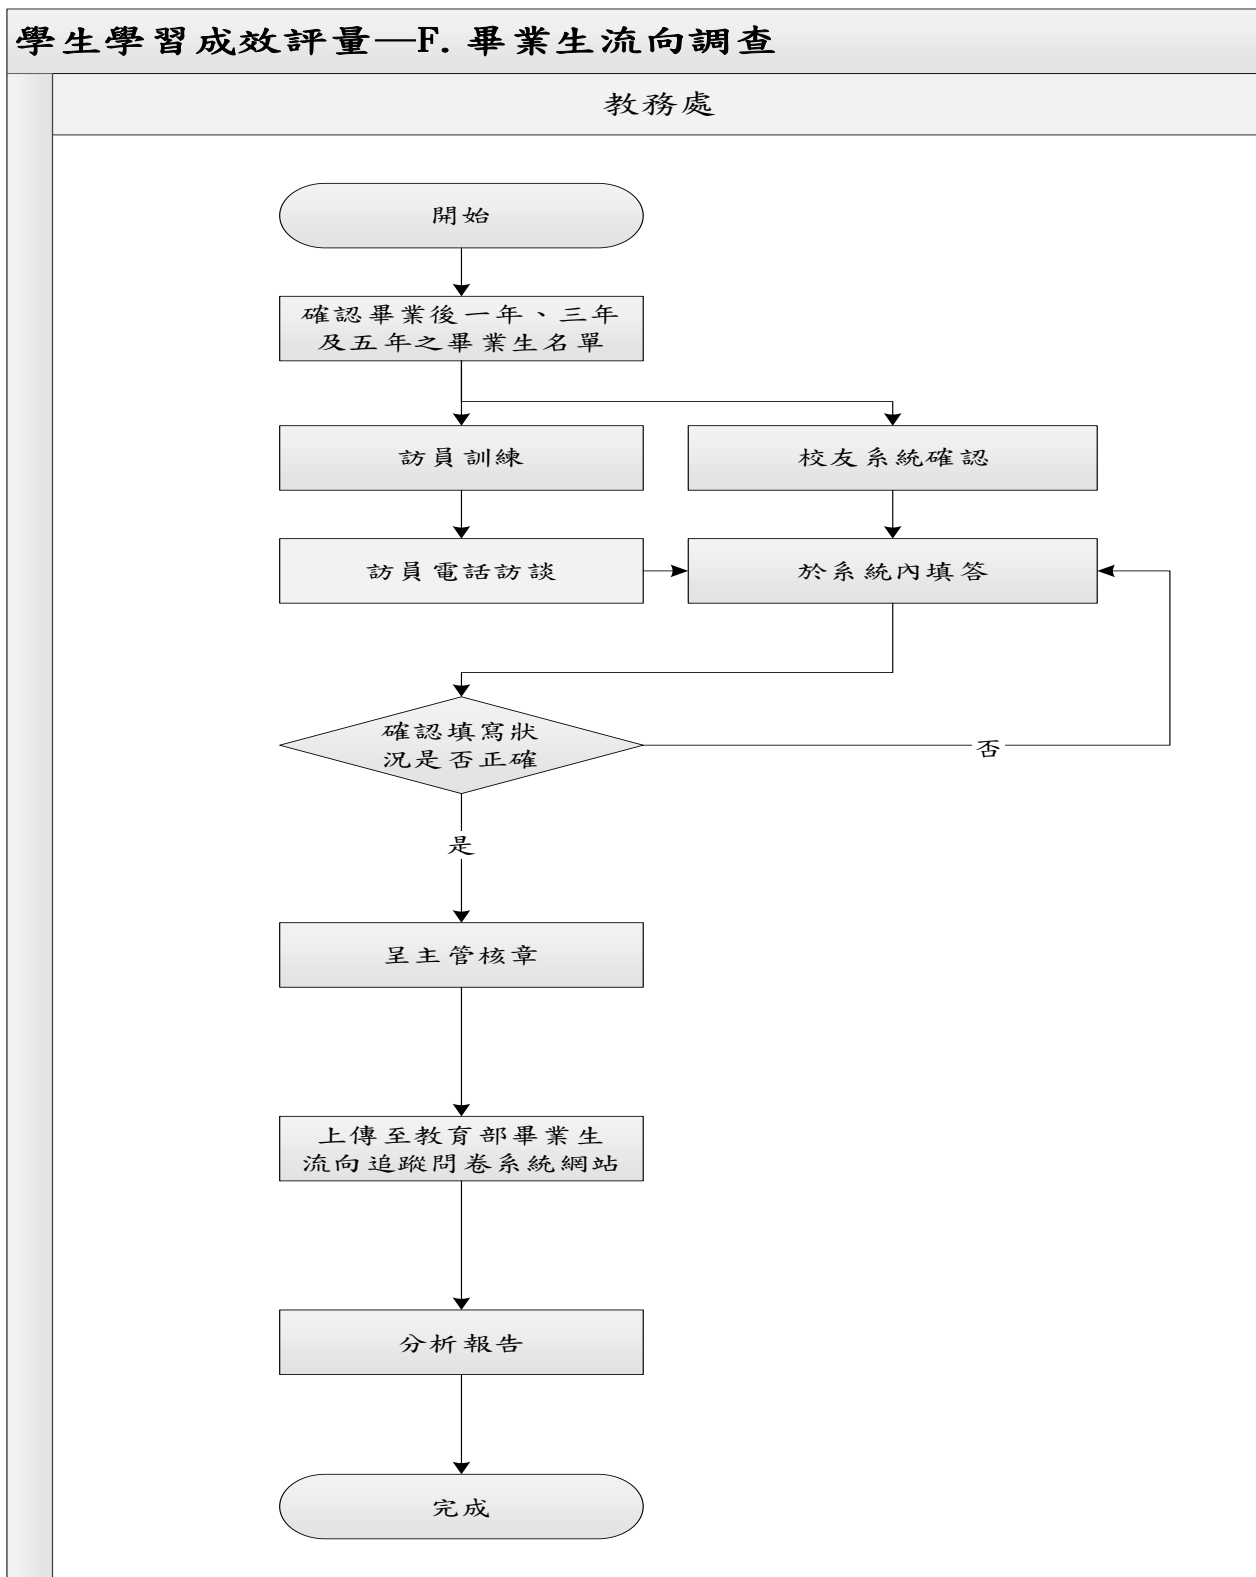 學生學習成效評量—F.畢業生流向調查
教務處
開始
確認畢業後一年、三年
及五年之畢業生名單
訪員訓練
校友系統確認
訪員電話訪談
於系統內填答
確認填寫狀
況是否正確
否
是
呈主管核章
上傳至教育部畢業生
流向追蹤問卷系統網站
分析報告
完成